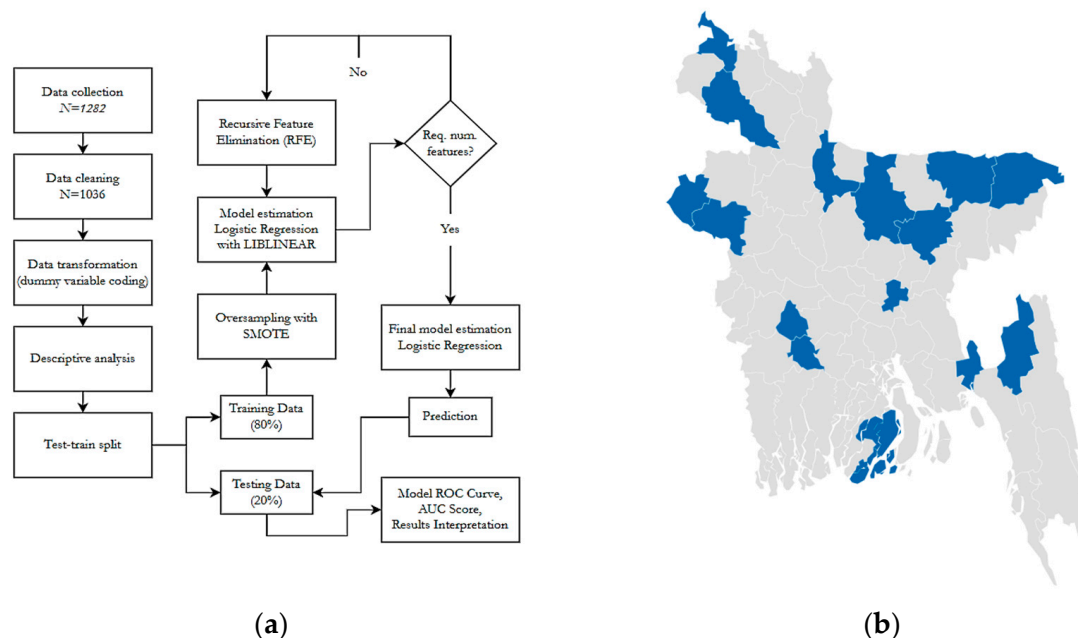 Data collection
N=1282
Data cleaning
N=1036
Data transformation
(dummy variable coding)
Descriptive analysis
Test-train split
No
Recursive Feature
Elimination (RFE)
Model estimation
Logistic Regression
with LIBLINEAR
Oversampling with
SMOTE
Training Data
(80%)
Testing Data
(20%)
Req. num.
features?
Yes
Final model estimation
Logistic Regression
Prediction
Model ROC Curve,
AUC Score,
Results Interpretation
(a)
(b)